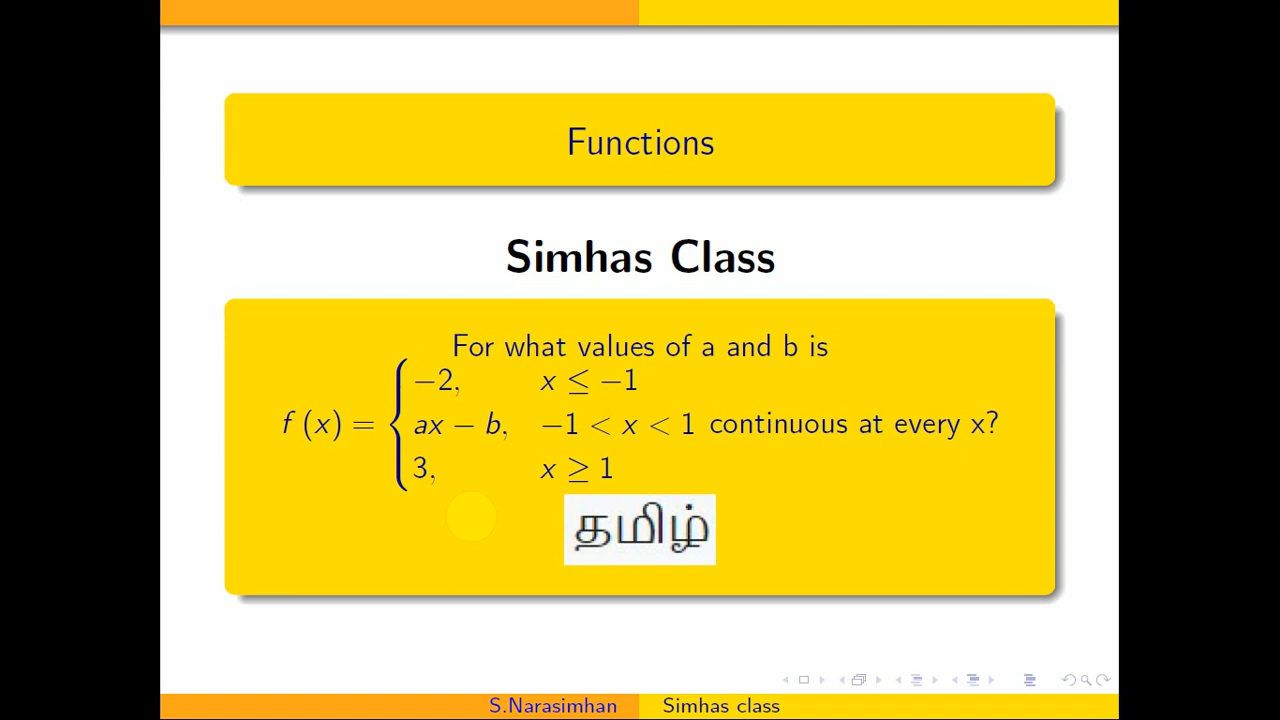 Functions
Simhas Class
For what values of a and b is
f (x) = { −2, x ≤ −1
ax − b, −1 < x < 1 continuous at every x?
3, x ≥ 1
தமிழ்
S.Narasimhan Simhas class